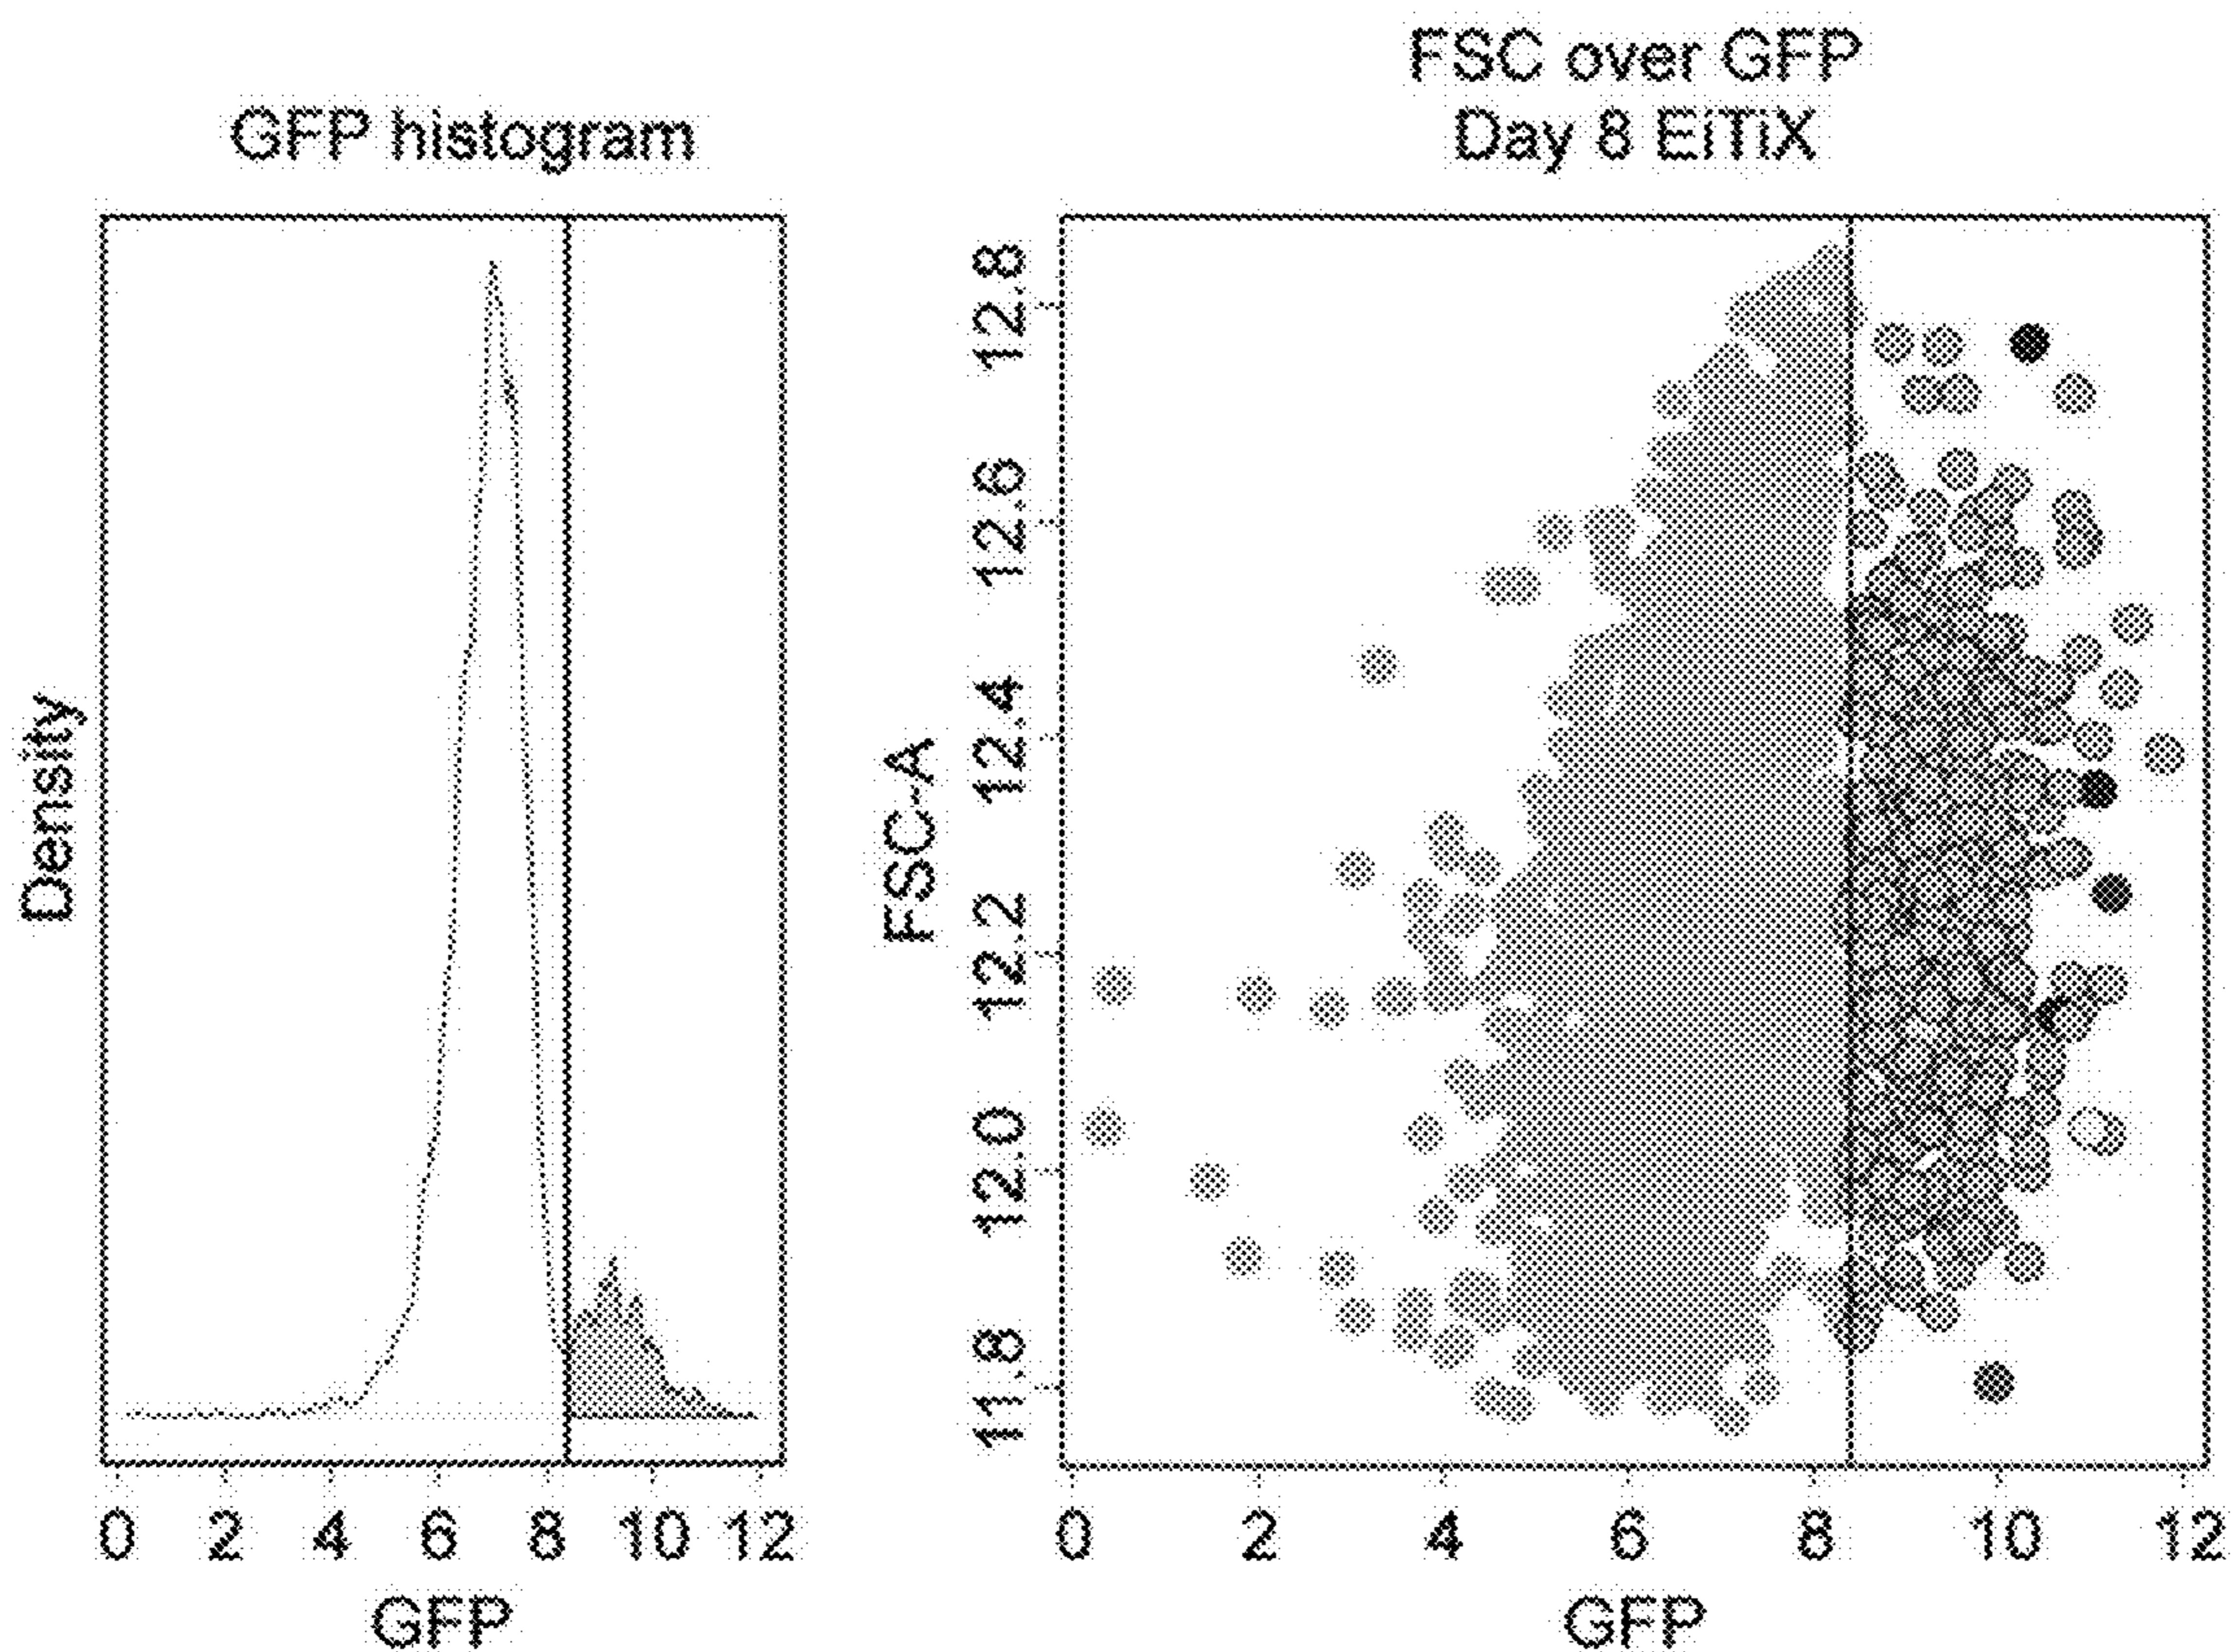 GFP histogram
Density
0 2 4 6 8 10 12
GFP
FSC over GFP
Day 8 EiTiX
FSC-A
12.8
12.6
12.4
12.2
12.0
11.8
0 2 4 6 8 10 12
GFP